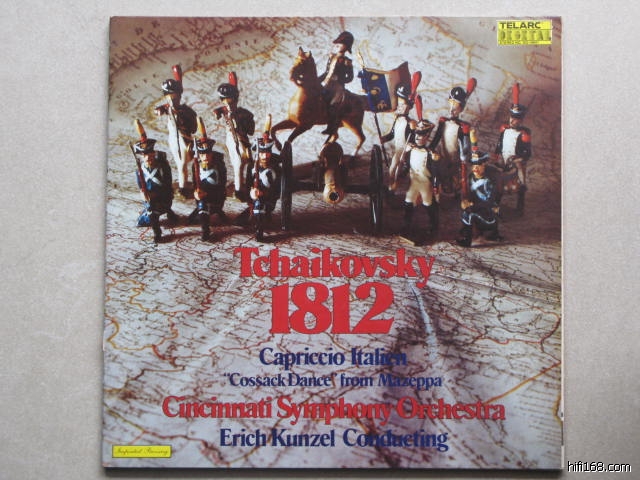 TELARC
DIGITAL
Tchaikovsky
1812
Capriccio Italien
"Cossack Dance" from Mazeppa
Cincinnati Symphony Orchestra
Erich Kunzel Conducting
Imported Pressing
hifi168.com